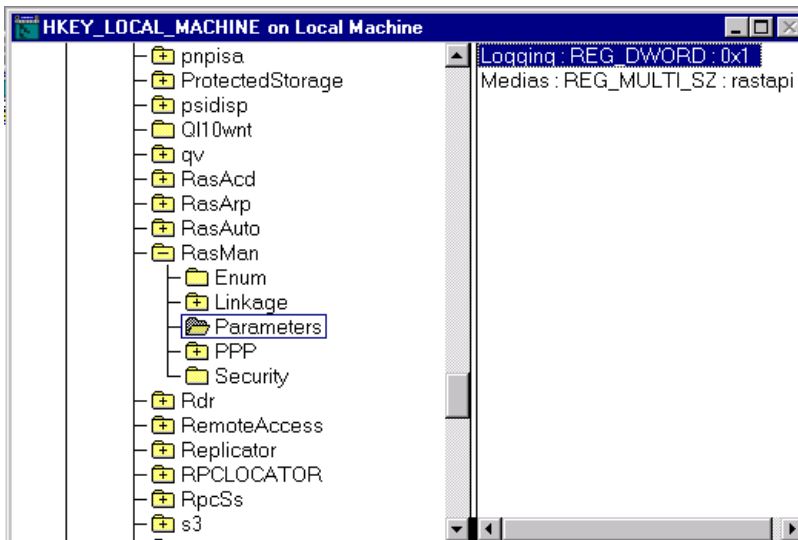 HKEY_LOCAL_MACHINE on Local Machine
pnpisa
ProtectedStorage
psidisp
Ql10wnt
qv
RasAcd
RasArp
RasAuto
RasMan
Enum
Linkage
Parameters
PPP
Security
Rdr
RemoteAccess
Replicator
RPCLOCATOR
RpcSs
s3
Logging : REG_DWORD : 0x1
Medias : REG_MULTI_SZ : rastapi